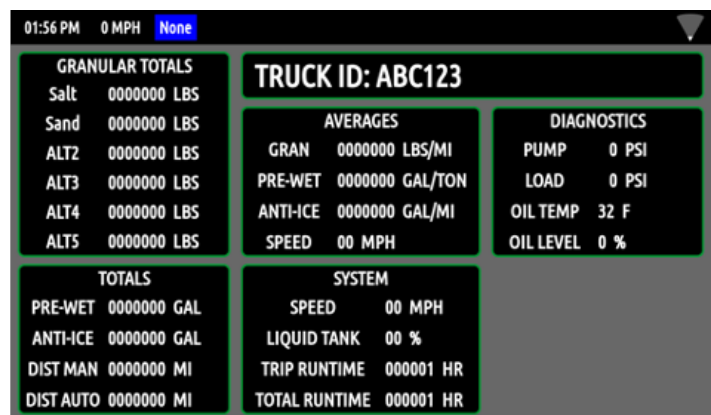 01:56 PM 0 MPH None
GRANULAR TOTALS
Salt 0000000 LBS
Sand 0000000 LBS
ALT2 0000000 LBS
ALT3 0000000 LBS
ALT4 0000000 LBS
ALT5 0000000 LBS
TRUCK ID: ABC123
AVERAGES
GRAN 0000000 LBS/MI
PRE-WET 0000000 GAL/TON
ANTI-ICE 0000000 GAL/MI
SPEED 00 MPH
DIAGNOSTICS
PUMP 0 PSI
LOAD 0 PSI
OIL TEMP 32 F
OIL LEVEL 0 %
TOTALS
PRE-WET 0000000 GAL
ANTI-ICE 0000000 GAL
DIST MAN 0000000 MI
DIST AUTO 0000000 MI
SYSTEM
SPEED 00 MPH
LIQUID TANK 00 %
TRIP RUNTIME 000001 HR
TOTAL RUNTIME 000001 HR